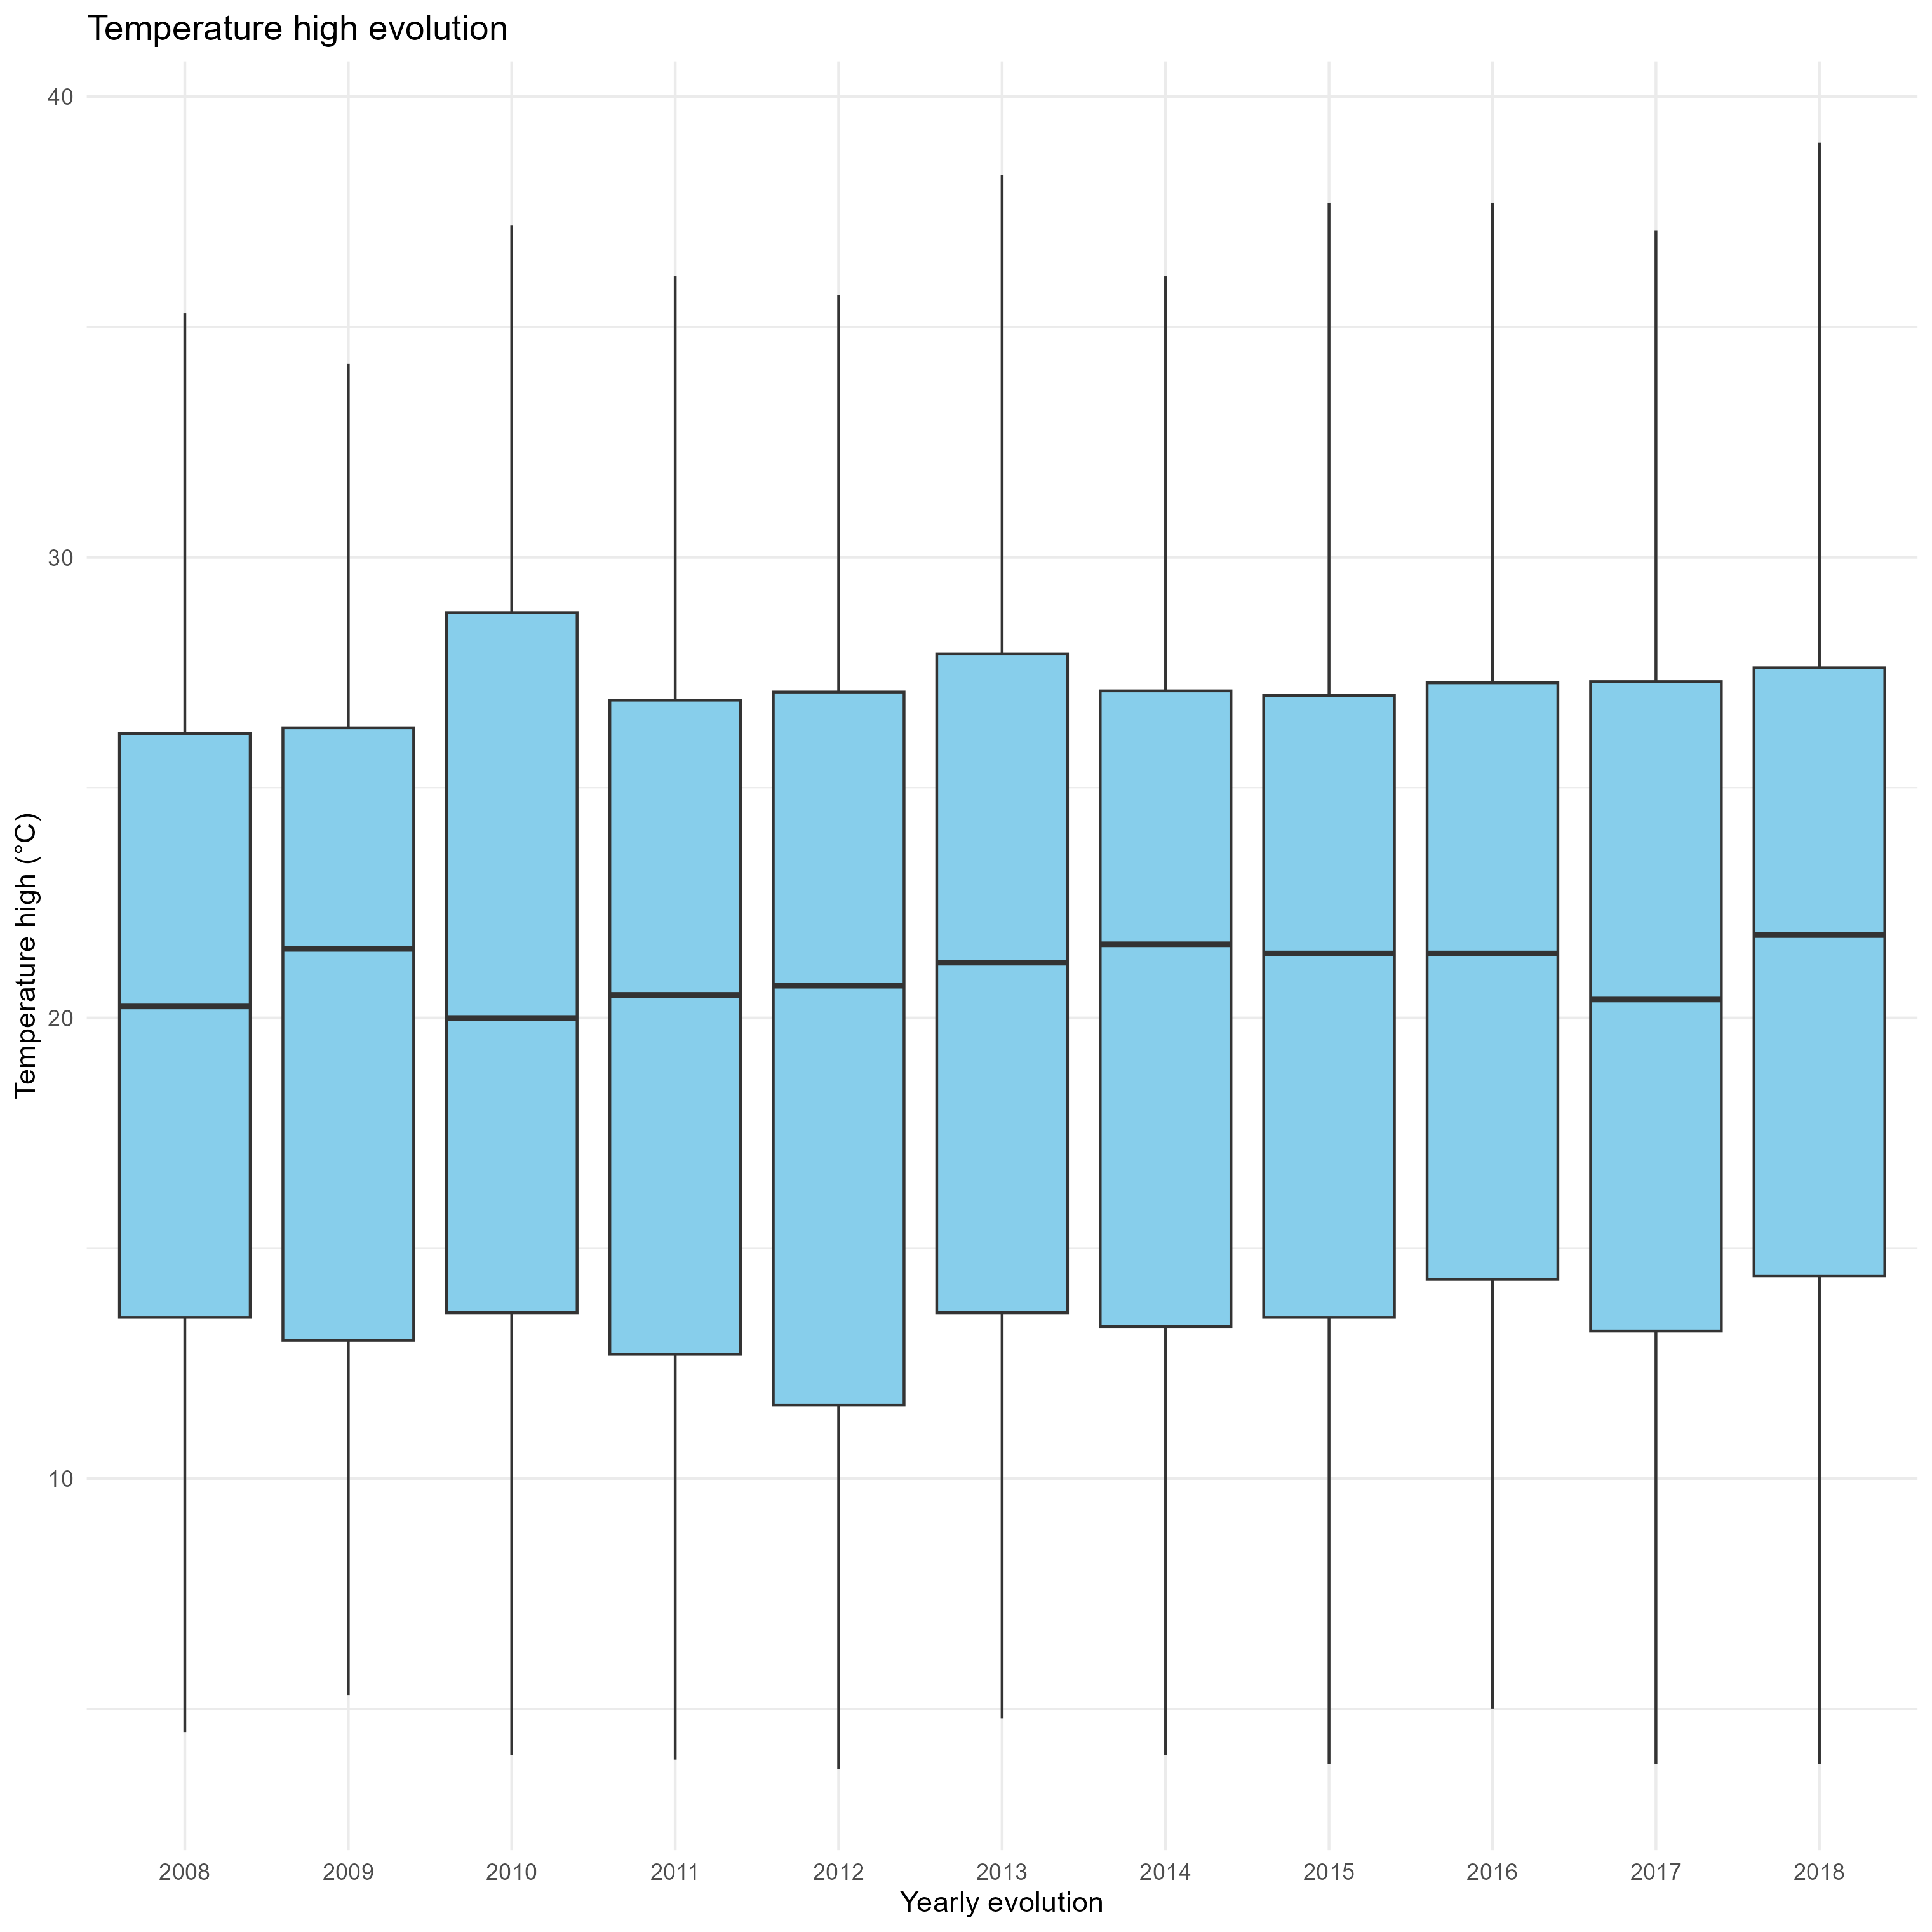 Temperature high evolution
40
30
20
10
Temperature high (°C)
2008 2009 2010 2011 2012 2013 2014 2015 2016 2017 2018
Yearly evolution